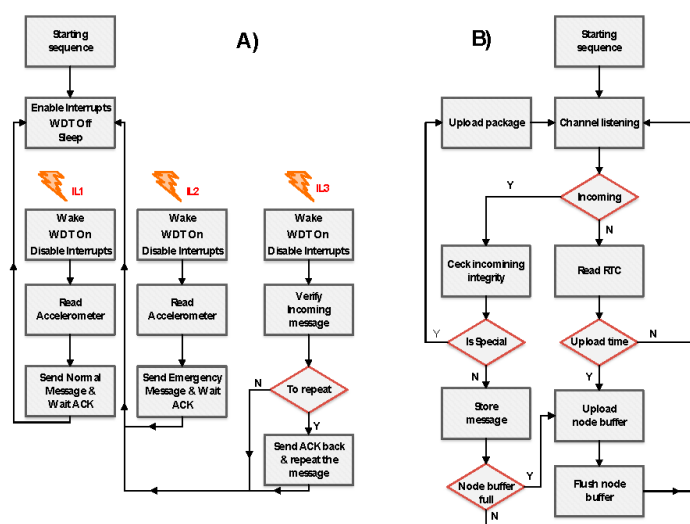 A)
Starting
sequence
Enable Interrupts
WDT Off
Sleep
IL1
IL2
IL3
Wake
WDT On
Disable Interrupts
Wake
WDT On
Disable Interrupts
Wake
WDT On
Disable Interrupts
Read
Accelerometer
Read
Accelerometer
Verify
Incoming
message
Send Normal
Message &
Wait ACK
Send Emergency
Message & Wait
ACK
N
To repeat
Y
Send ACK back
& repeat the
message
B)
Starting
sequence
Upload package
Channel listening
Y
Incoming
N
Ceck incomining
integrity
Read RTC
Y
Is Special
N
Upload time
N
Y
Store
message
Upload
node buffer
Node buffer
full
Y
N
Flush node
buffer